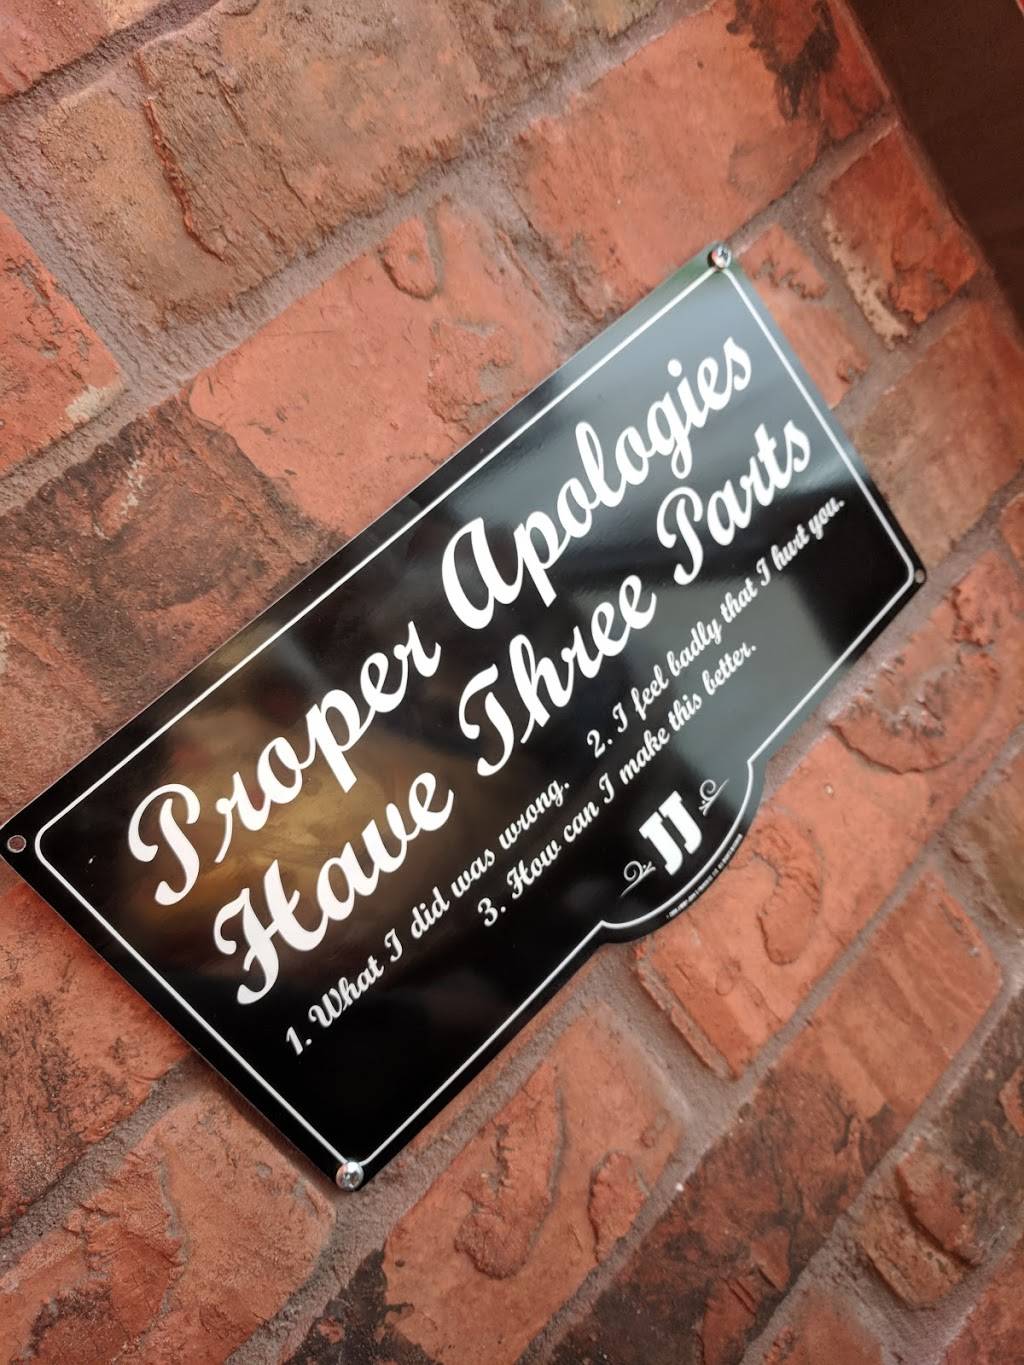 Proper Apologies
Have Three Parts
1. What I did was wrong. 2. I feel badly that I hurt you.
3. How can I make this better.
JJ